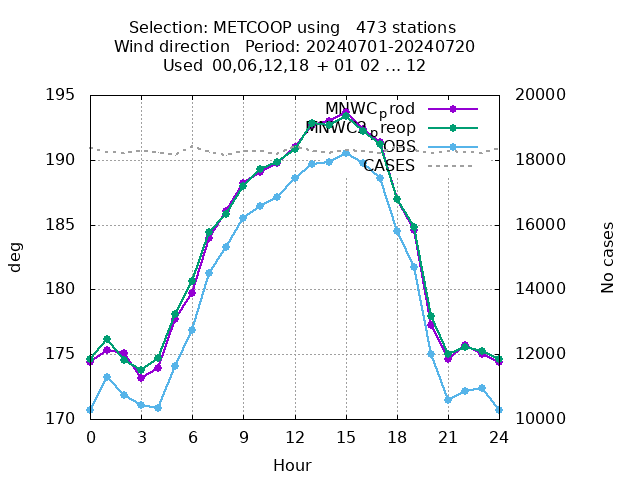 Selection: METCOOP using   473 stations
Wind direction   Period: 20240701-20240720
Used  00,06,12,18 + 01 02 ... 12
195 20000
MNWC_prod
MNWC2_preop
OBS
190 18000
CASES
185 16000
deg
No cases
180 14000
175 12000
170 10000
0 3 6 9 12 15 18 21 24
Hour